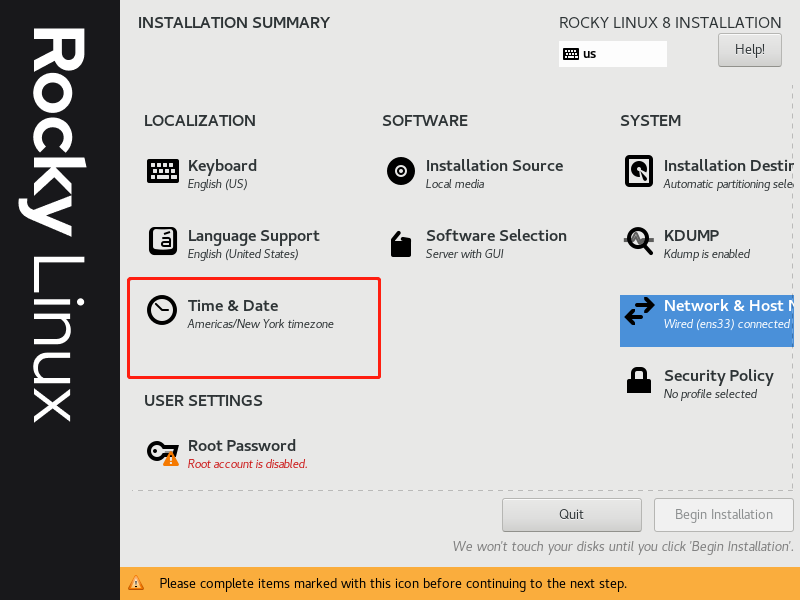 Rocky Linux
INSTALLATION SUMMARY
ROCKY LINUX 8 INSTALLATION
us
Help!
LOCALIZATION
Keyboard
English (US)
Language Support
English (United States)
Time & Date
Americas/New York timezone
USER SETTINGS
Root Password
Root account is disabled.
SOFTWARE
Installation Source
Local media
Software Selection
Server with GUI
SYSTEM
Installation Destin
Automatic partitioning sele
KDUMP
Kdump is enabled
Network & Host N
Wired (ens33) connected
Security Policy
No profile selected
Quit
Begin Installation
We won't touch your disks until you click 'Begin Installation'.
Please complete items marked with this icon before continuing to the next step.